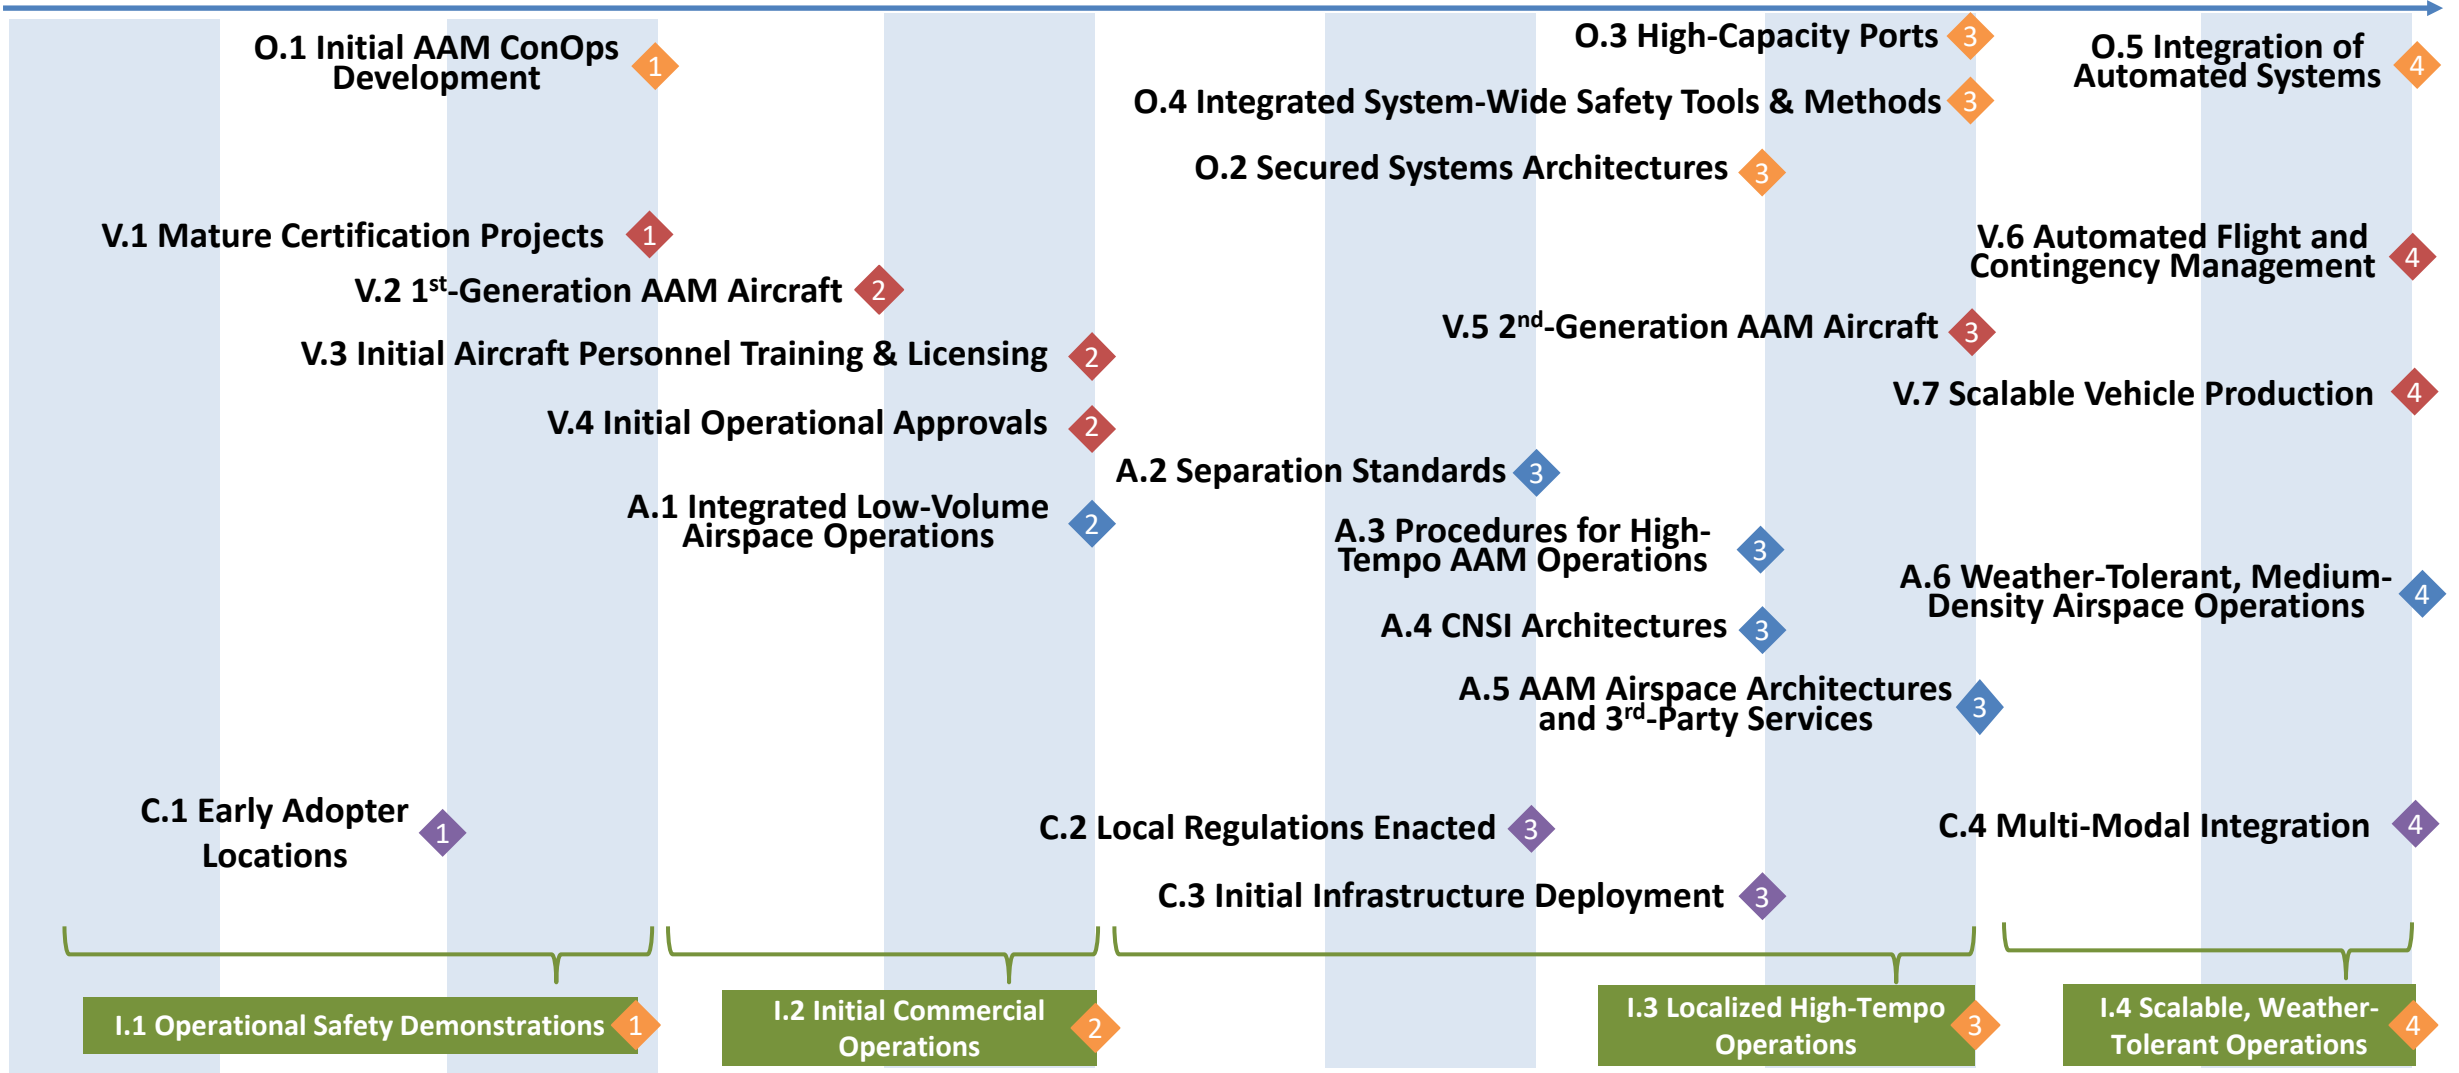 O.1 Initial AAM ConOps
Development
1
O.3 High-Capacity Ports
3
O.5 Integration of
Automated Systems
4
O.4 Integrated System-Wide Safety Tools & Methods
3
O.2 Secured Systems Architectures
3
V.1 Mature Certification Projects
1
V.6 Automated Flight and
Contingency Management
4
V.2 1st-Generation AAM Aircraft
2
V.5 2nd-Generation AAM Aircraft
3
V.3 Initial Aircraft Personnel Training & Licensing
2
V.7 Scalable Vehicle Production
4
V.4 Initial Operational Approvals
2
A.2 Separation Standards
3
A.1 Integrated Low-Volume
Airspace Operations
2
A.3 Procedures for High-
Tempo AAM Operations
3
A.6 Weather-Tolerant, Medium-
Density Airspace Operations
4
A.4 CNSI Architectures
3
A.5 AAM Airspace Architectures
and 3rd-Party Services
3
C.1 Early Adopter
Locations
1
C.2 Local Regulations Enacted
3
C.4 Multi-Modal Integration
4
C.3 Initial Infrastructure Deployment
3
I.1 Operational Safety Demonstrations
1
I.2 Initial Commercial
Operations
2
I.3 Localized High-Tempo
Operations
3
I.4 Scalable, Weather-
Tolerant Operations
4